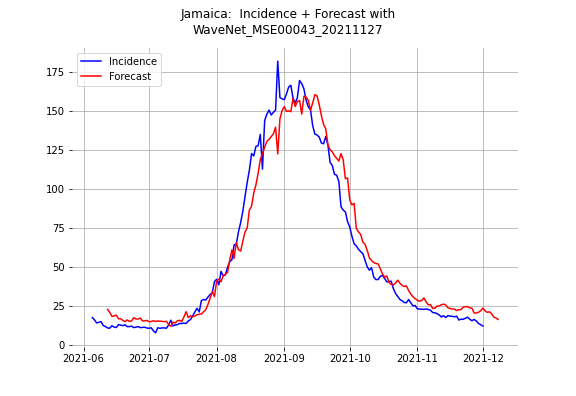 Jamaica:  Incidence + Forecast with
WaveNet_MSE00043_20211127
Incidence
Forecast
175
150
125
100
75
50
25
0
2021-06 2021-07 2021-08 2021-09 2021-10 2021-11 2021-12